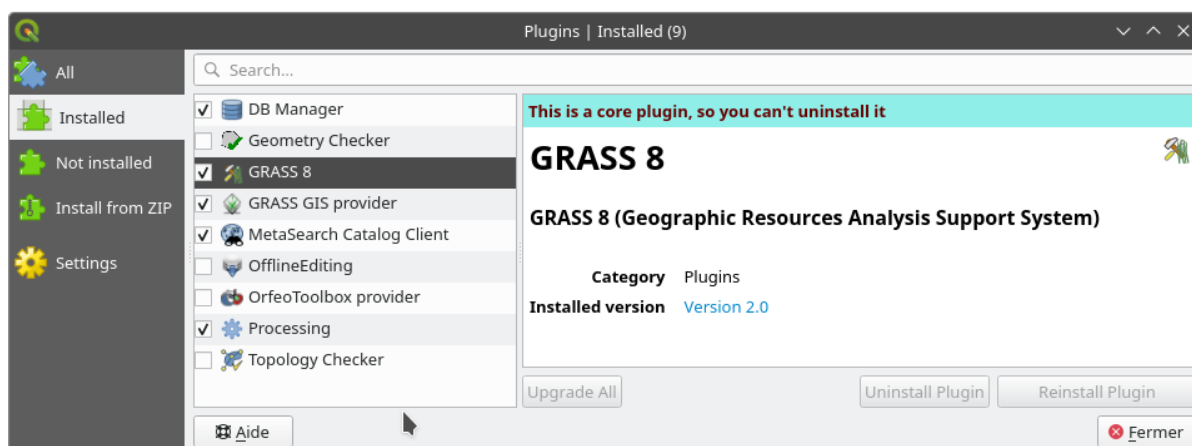 Plugins | Installed (9)
All
Installed
Not installed
Install from ZIP
Settings
Search...
DB Manager
Geometry Checker
GRASS 8
GRASS GIS provider
MetaSearch Catalog Client
OfflineEditing
OrfeoToolbox provider
Processing
Topology Checker
This is a core plugin, so you can't uninstall it
GRASS 8
GRASS 8 (Geographic Resources Analysis Support System)
Category Plugins
Installed version Version 2.0
Upgrade All
Uninstall Plugin
Reinstall Plugin
Aide
Fermer